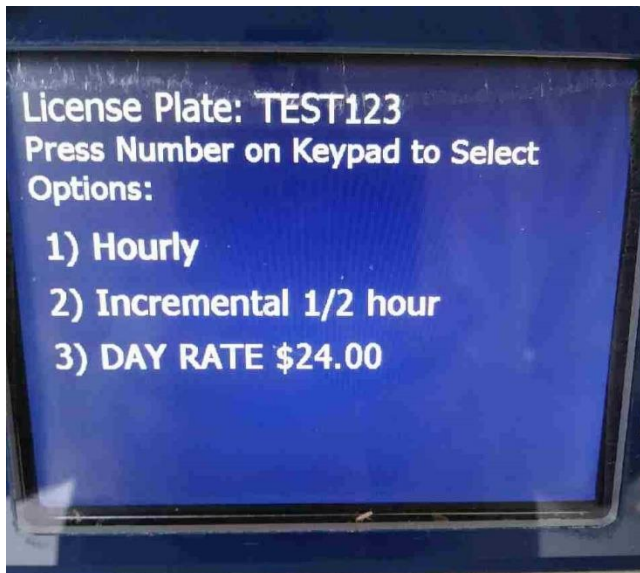 License Plate: TEST123
Press Number on Keypad to Select
Options:
1) Hourly
2) Incremental 1/2 hour
3) DAY RATE $24.00